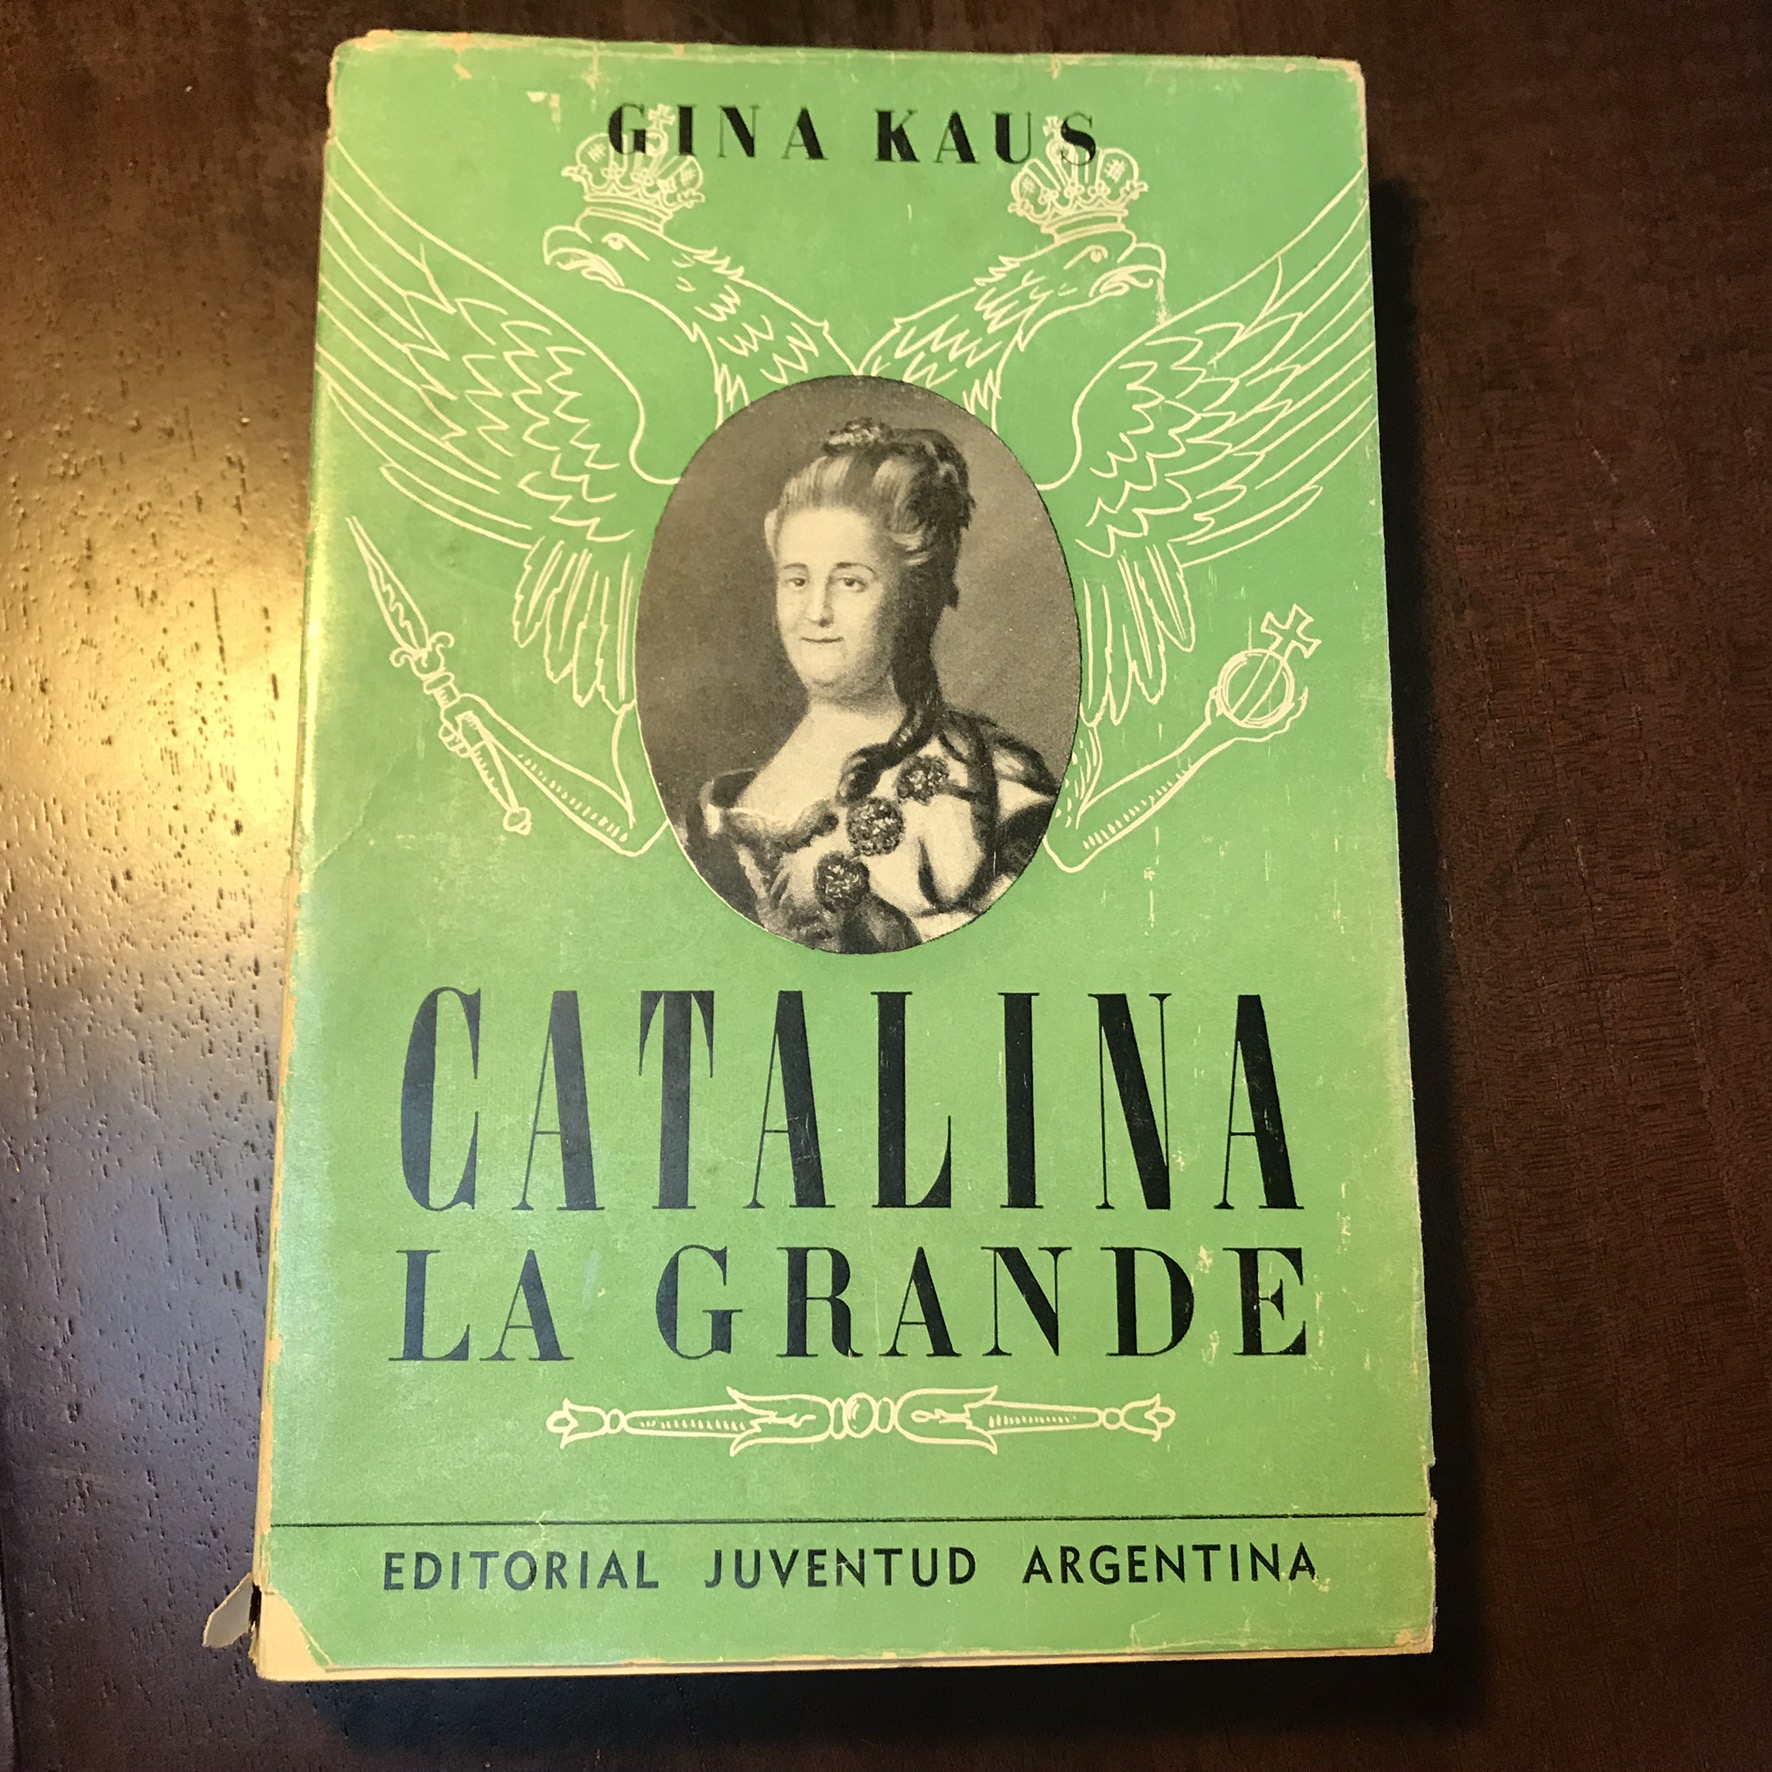 GINA KAUS
CATALINA
LA GRANDE
EDITORIAL JUVENTUD ARGENTINA